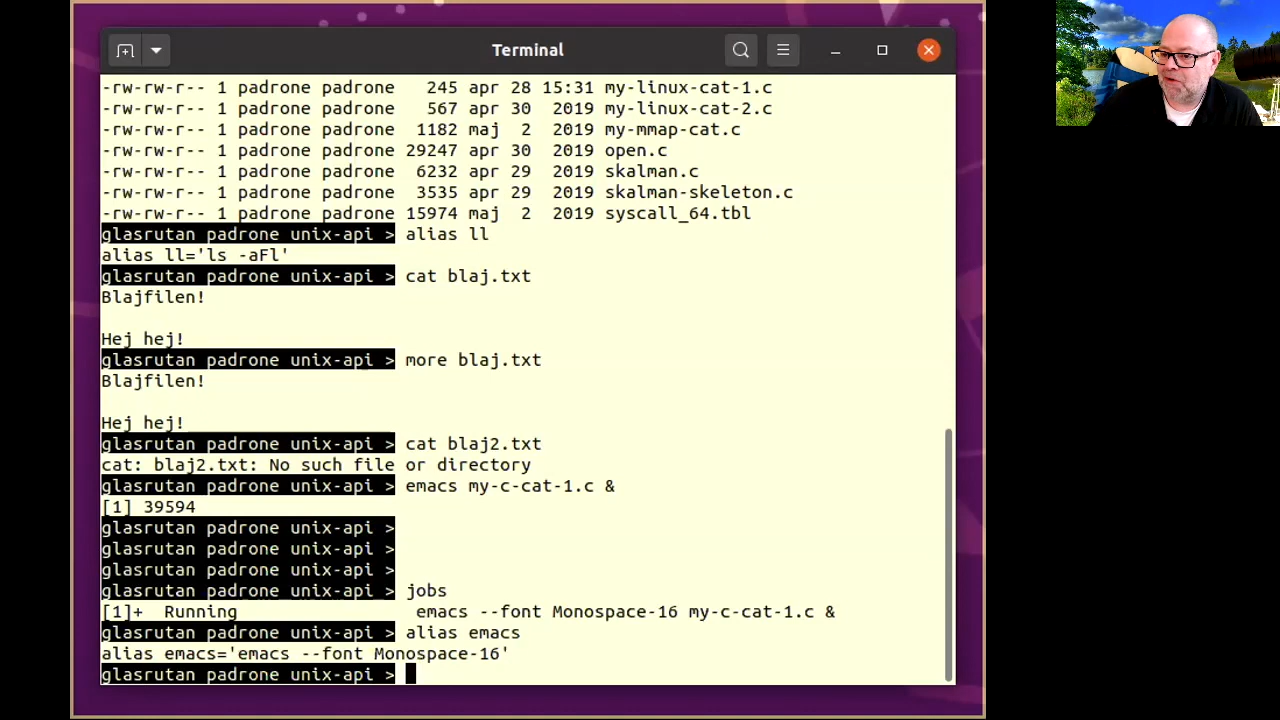 Terminal
-rw-rw-r-- 1 padrone padrone   245 apr 28 15:31 my-linux-cat-1.c
-rw-rw-r-- 1 padrone padrone   567 apr 30  2019 my-linux-cat-2.c
-rw-rw-r-- 1 padrone padrone  1182 maj  2  2019 my-mmap-cat.c
-rw-rw-r-- 1 padrone padrone 29247 apr 30  2019 open.c
-rw-rw-r-- 1 padrone padrone  6232 apr 29  2019 skalman.c
-rw-rw-r-- 1 padrone padrone  3535 apr 29  2019 skalman-skeleton.c
-rw-rw-r-- 1 padrone padrone 15974 maj  2  2019 syscall_64.tbl
glasrutan padrone unix-api > alias ll
alias ll='ls -aFl'
glasrutan padrone unix-api > cat blaj.txt
Blajfilen!
Hej hej!
glasrutan padrone unix-api > more blaj.txt
Blajfilen!
Hej hej!
glasrutan padrone unix-api > cat blaj2.txt
cat: blaj2.txt: No such file or directory
glasrutan padrone unix-api > emacs my-c-cat-1.c &
[1] 39594
glasrutan padrone unix-api >
glasrutan padrone unix-api >
glasrutan padrone unix-api >
glasrutan padrone unix-api > jobs
[1]+  Running                 emacs --font Monospace-16 my-c-cat-1.c &
glasrutan padrone unix-api > alias emacs
alias emacs='emacs --font Monospace-16'
glasrutan padrone unix-api >